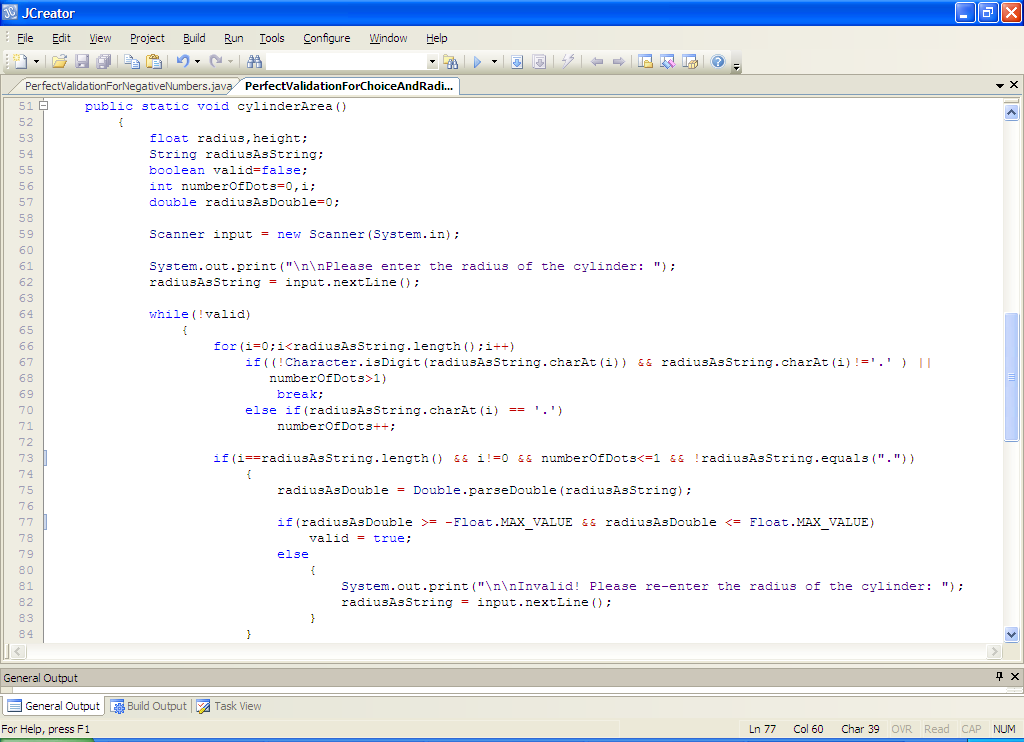 JCreator
File Edit View Project Build Run Tools Configure Window Help
PerfectValidationForNegativeNumbers.java PerfectValidationForChoiceAndRadi...
51 public static void cylinderArea()
52 {
53 float radius,height;
54 String radiusAsString;
55 boolean valid=false;
56 int numberOfDots=0,i;
57 double radiusAsDouble=0;
58
59 Scanner input = new Scanner(System.in);
60
61 System.out.print("\n\nPlease enter the radius of the cylinder: ");
62 radiusAsString = input.nextLine();
63
64 while(!valid)
65 {
66 for(i=0;i<radiusAsString.length();i++)
67 if((!Character.isDigit(radiusAsString.charAt(i)) && radiusAsString.charAt(i)!='.' ) ||
68 numberOfDots>1)
69 break;
70 else if(radiusAsString.charAt(i) == '.')
71 numberOfDots++;
72
73 if(i==radiusAsString.length() && i!=0 && numberOfDots<=1 && !radiusAsString.equals("."))
74 {
75 radiusAsDouble = Double.parseDouble(radiusAsString);
76
77 if(radiusAsDouble >= -Float.MAX_VALUE && radiusAsDouble <= Float.MAX_VALUE)
78 valid = true;
79 else
80 {
81 System.out.print("\n\nInvalid! Please re-enter the radius of the cylinder: ");
82 radiusAsString = input.nextLine();
83 }
84 }
General Output
General Output Build Output Task View
For Help, press F1 Ln 77 Col 60 Char 39 OVR Read CAP NUM